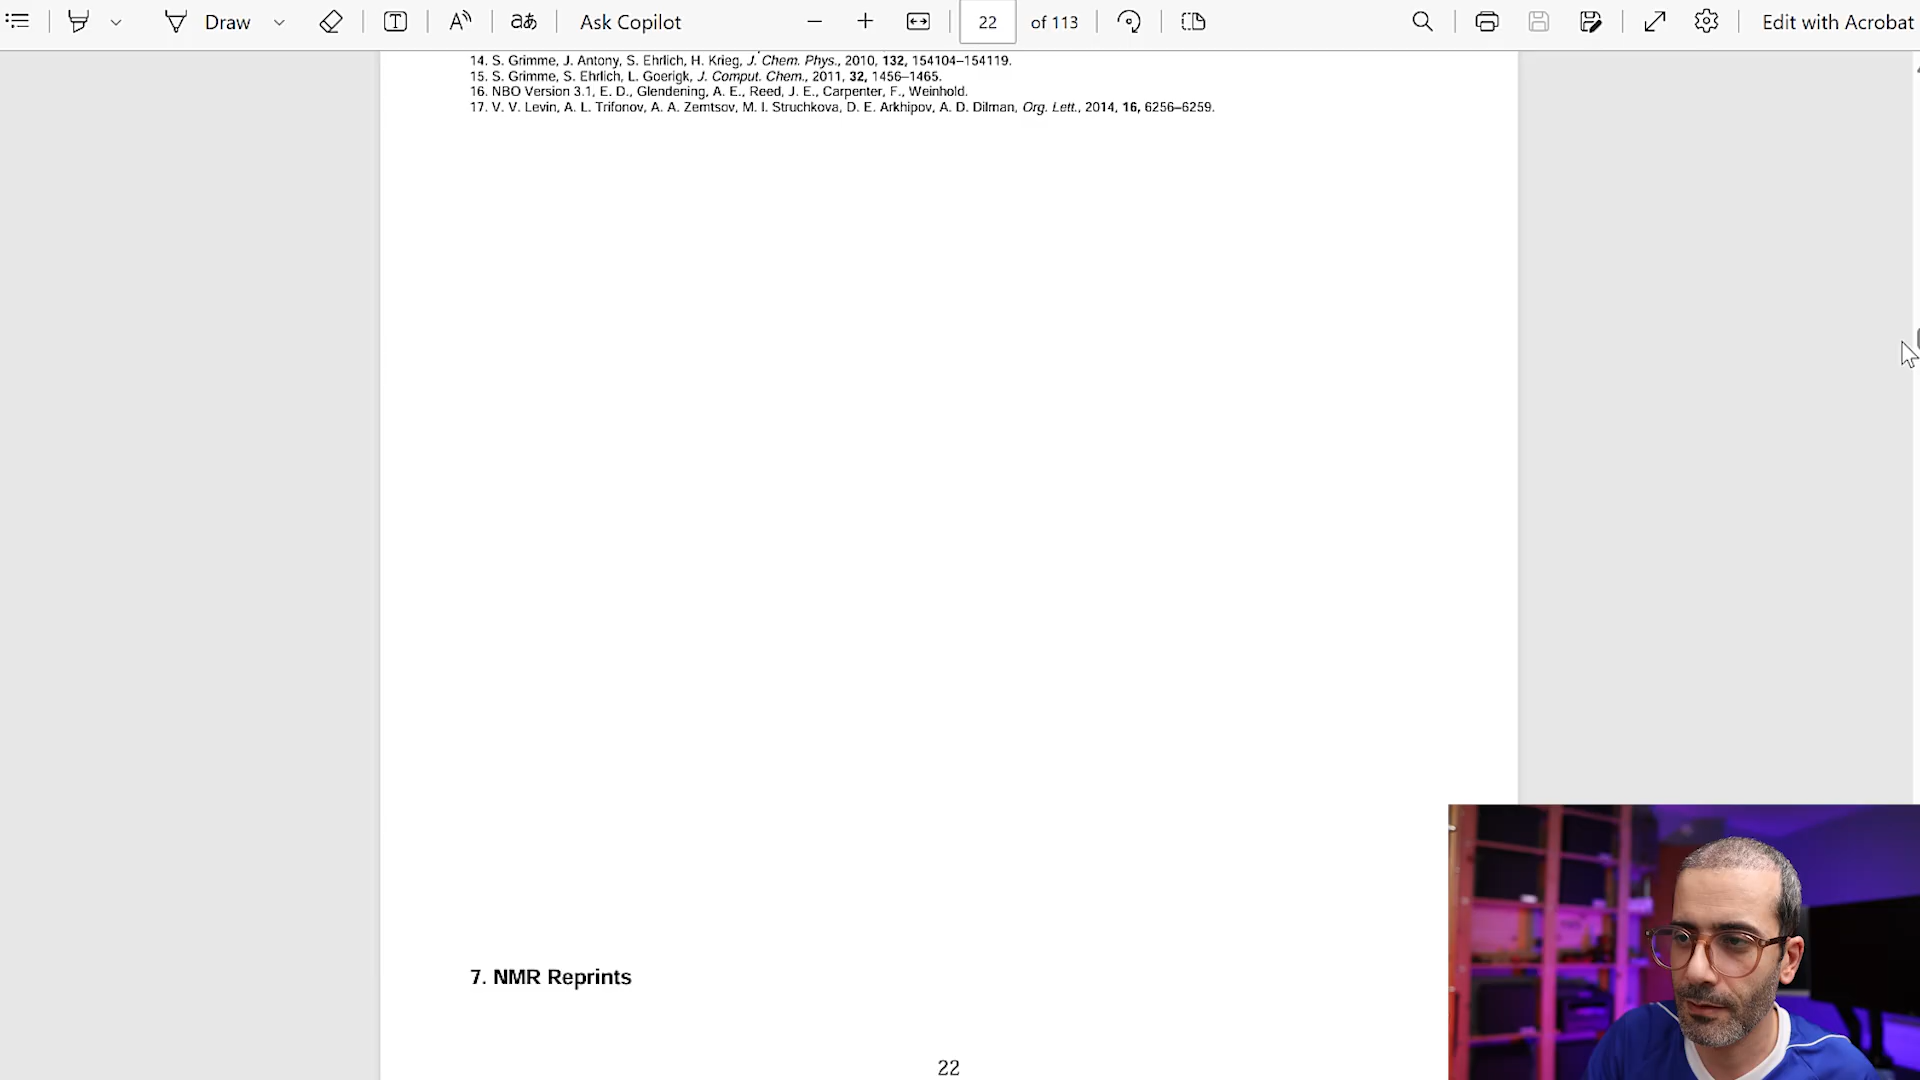 Draw
aあ
Ask Copilot
22
of 113
Edit with Acrobat
14. S. Grimme, J. Antony, S. Ehrlich, H. Krieg, J. Chem. Phys., 2010, 132, 154104–154119.
15. S. Grimme, S. Ehrlich, L. Goerigk, J. Comput. Chem., 2011, 32, 1456–1465.
16. NBO Version 3.1, E. D., Glendening, A. E., Reed, J. E., Carpenter, F., Weinhold.
17. V. V. Levin, A. L. Trifonov, A. A. Zemtsov, M. I. Struchkova, D. E. Arkhipov, A. D. Dilman, Org. Lett., 2014, 16, 6256–6259.
7. NMR Reprints
22